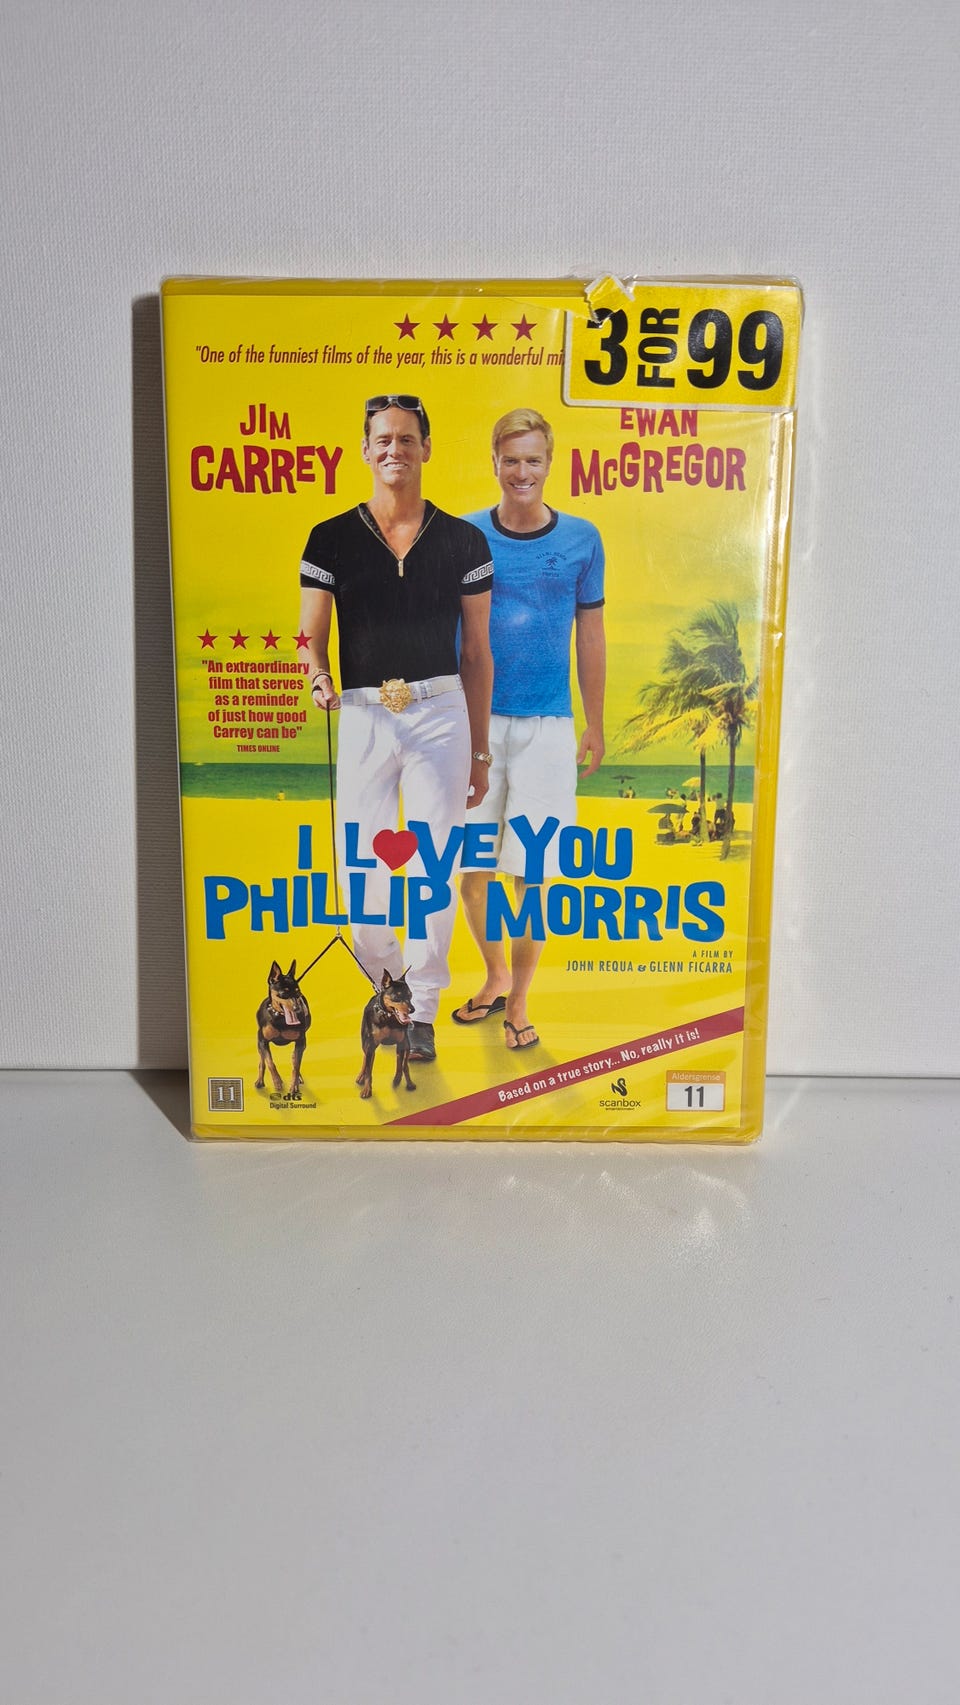 "One of the funniest films of the year, this is a wonderful
3 FOR 99
JIM
CARREY
EWAN
McGREGOR
"An extraordinary
film that serves
as a reminder
of just how good
Carrey can be"
TIMES ONLINE
I LOVE YOU
PHILLIP MORRIS
A FILM BY
JOHN REQUA & GLENN FICARRA
Based on a true story... No, really it is!
11
Digital Surround
scanbox
entertainment
Aldersgrense
11